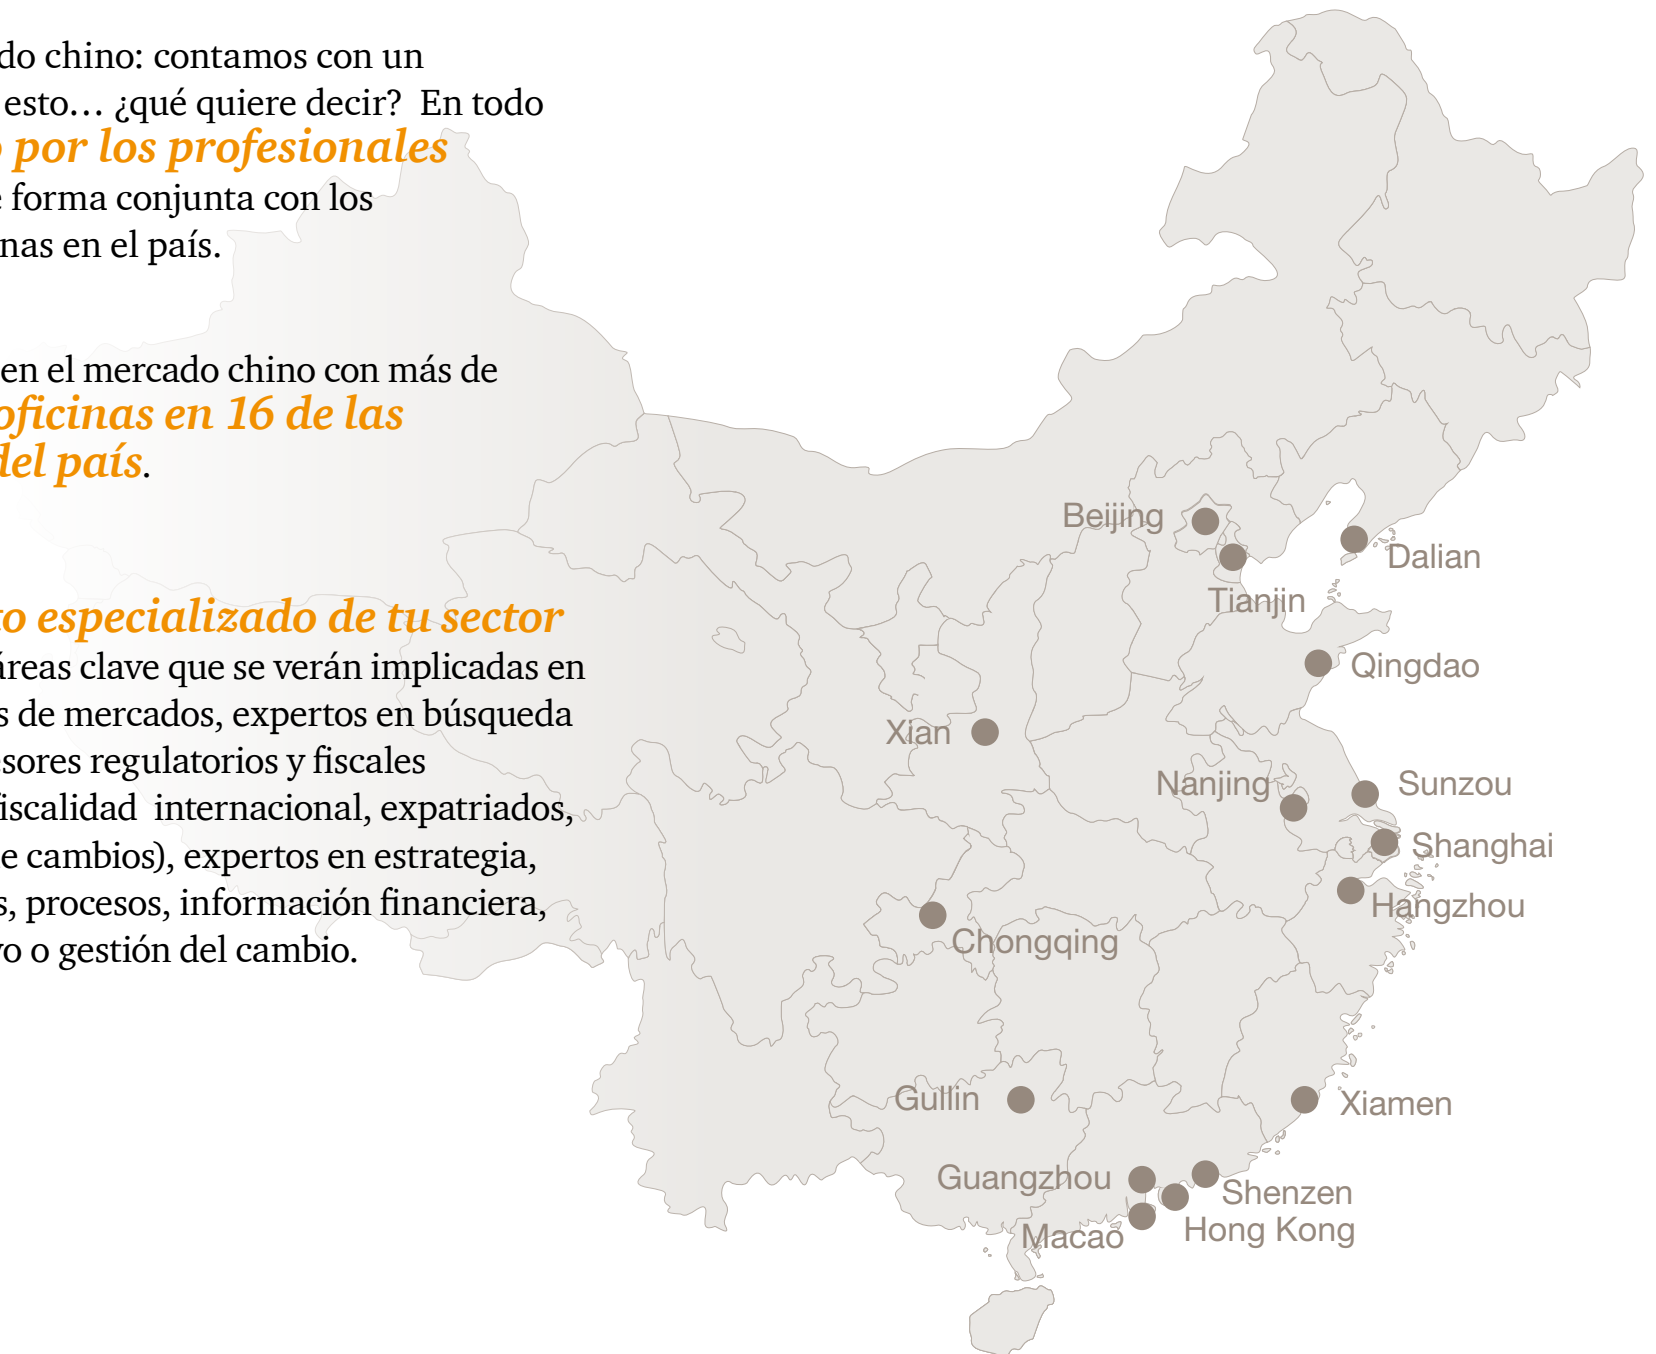 do chino: contamos con un
esto… ¿qué quiere decir?  En todo
por los profesionales
forma conjunta con los
nas en el país.
en el mercado chino con más de
oficinas en 16 de las
del país.
to especializado de tu sector
áreas clave que se verán implicadas en
s de mercados, expertos en búsqueda
esores regulatorios y fiscales
fiscalidad  internacional, expatriados,
e cambios), expertos en estrategia,
s, procesos, información financiera,
vo o gestión del cambio.
Beijing
Dalian
Tianjin
Qingdao
Xian
Nanjing
Sunzou
Shanghai
Hangzhou
Chongqing
Gullin
Xiamen
Guangzhou
Shenzen
Macao
Hong Kong